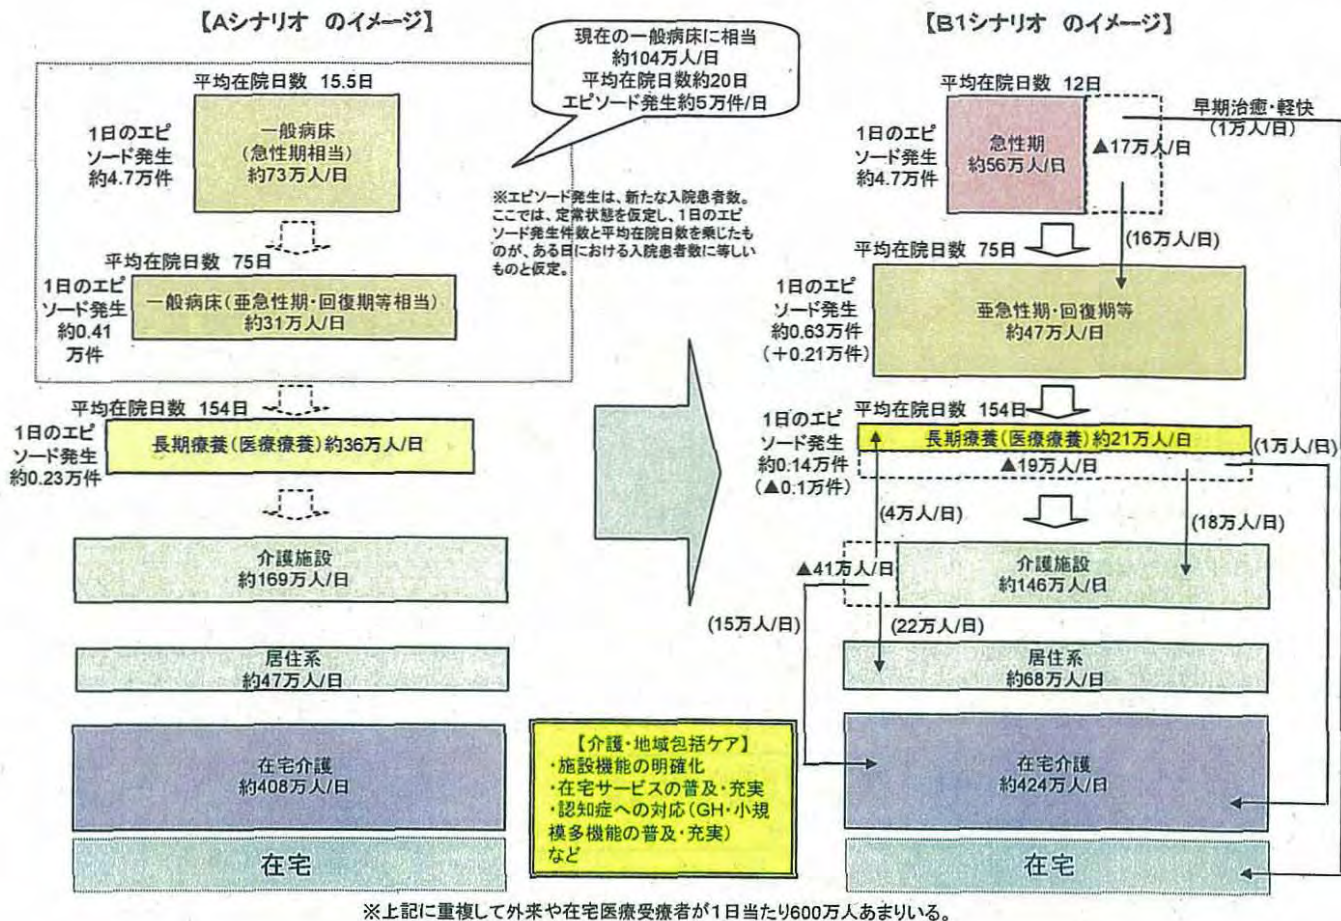 【Aシナリオ のイメージ】
現在の一般病床に相当
約104万人/日
平均在院日数約20日
エピソード発生約5万件/日
平均在院日数 15.5日
1日のエピ
ソード発生
約4.7万件
一般病床
(急性期相当)
約73万人/日
※エピソード発生は、新たな入院患者数。
ここでは、定常状態を仮定し、1日のエピ
ソード発生件数と平均在院日数を乗じたも
のが、ある日における入院患者数に等しい
ものと仮定。
平均在院日数 75日
1日のエピ
ソード発生
約0.41
万件
一般病床(亜急性期・回復期等相当)
約31万人/日
平均在院日数 154日
1日のエピ
ソード発生
約0.23万件
長期療養(医療療養)約36万人/日
介護施設
約169万人/日
居住系
約47万人/日
在宅介護
約408万人/日
在宅
【介護・地域包括ケア】
・施設機能の明確化
・在宅サービスの普及・充実
・認知症への対応(GH・小規
模多機能の普及・充実)
など
【B1シナリオ のイメージ】
平均在院日数 12日
1日のエピ
ソード発生
約4.7万件
急性期
約56万人/日
▲17万人/日
早期治癒・軽快
(1万人/日)
(16万人/日)
平均在院日数 75日
1日のエピ
ソード発生
約0.63万件
(+0.21万件)
亜急性期・回復期等
約47万人/日
平均在院日数 154日
1日のエピ
ソード発生
約0.14万件
(▲0.1万件)
長期療養(医療療養)約21万人/日
▲19万人/日
(1万人/日)
(4万人/日)
(18万人/日)
▲41万人/日
介護施設
約146万人/日
(15万人/日)
(22万人/日)
居住系
約68万人/日
在宅介護
約424万人/日
在宅
※上記に重複して外来や在宅医療受療者が1日当たり600万人あまりいる。